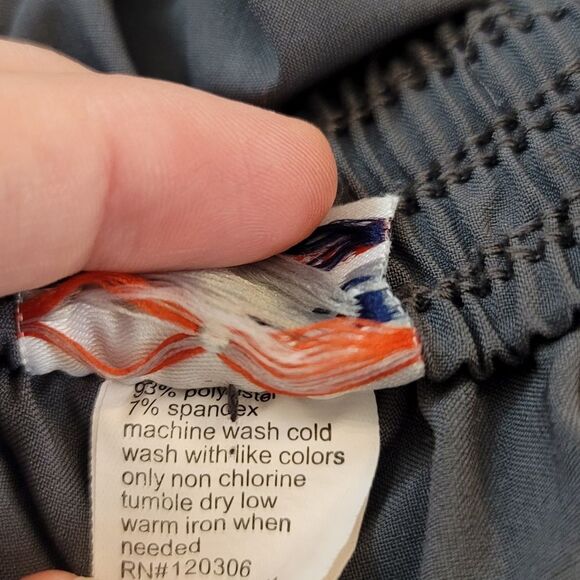 93% polyester
7% spandex
machine wash cold
wash with like colors
only non chlorine
tumble dry low
warm iron when
needed
RN#120306